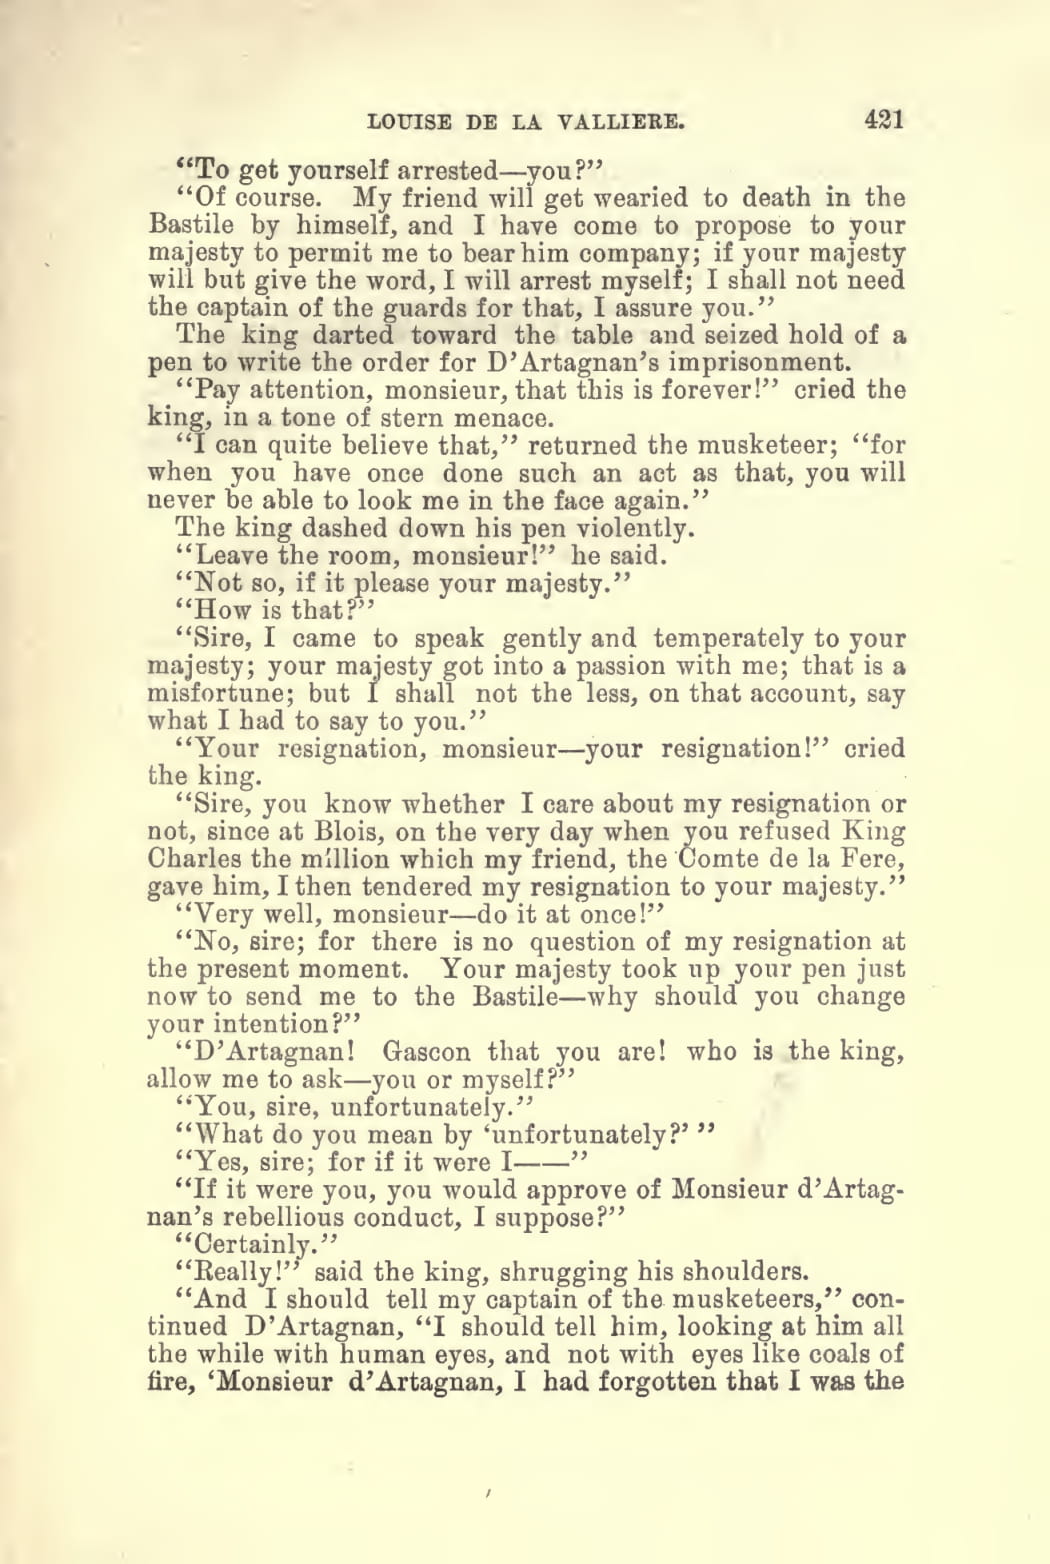 LOUISE DE LA VALLIERE. 421
“To get yourself arrested—you?”
“Of course. My friend will get wearied to death in the
Bastile by himself, and I have come to propose to your
majesty to permit me to bear him company; if your majesty
will but give the word, I will arrest myself; I shall not need
the captain of the guards for that, I assure you.”
The king darted toward the table and seized hold of a
pen to write the order for D’Artagnan’s imprisonment.
“Pay attention, monsieur, that this is forever!” cried the
king, in a tone of stern menace.
“I can quite believe that,” returned the musketeer; “for
when you have once done such an act as that, you will
never be able to look me in the face again.”
The king dashed down his pen violently.
“Leave the room, monsieur!” he said.
“Not so, if it please your majesty.”
“How is that?”
“Sire, I came to speak gently and temperately to your
majesty; your majesty got into a passion with me; that is a
misfortune; but I shall not the less, on that account, say
what I had to say to you.”
“Your resignation, monsieur—your resignation!” cried
the king.
“Sire, you know whether I care about my resignation or
not, since at Blois, on the very day when you refused King
Charles the million which my friend, the Comte de la Fere,
gave him, I then tendered my resignation to your majesty.”
“Very well, monsieur—do it at once!”
“No, sire; for there is no question of my resignation at
the present moment. Your majesty took up your pen just
now to send me to the Bastile—why should you change
your intention?”
“D’Artagnan! Gascon that you are! who is the king,
allow me to ask—you or myself?”
“You, sire, unfortunately.”
“What do you mean by ‘unfortunately?’ ”
“Yes, sire; for if it were I——”
“If it were you, you would approve of Monsieur d’Artag-
nan’s rebellious conduct, I suppose?”
“Certainly.”
“Really!” said the king, shrugging his shoulders.
“And I should tell my captain of the musketeers,” con-
tinued D’Artagnan, “I should tell him, looking at him all
the while with human eyes, and not with eyes like coals of
fire, ‘Monsieur d’Artagnan, I had forgotten that I was the